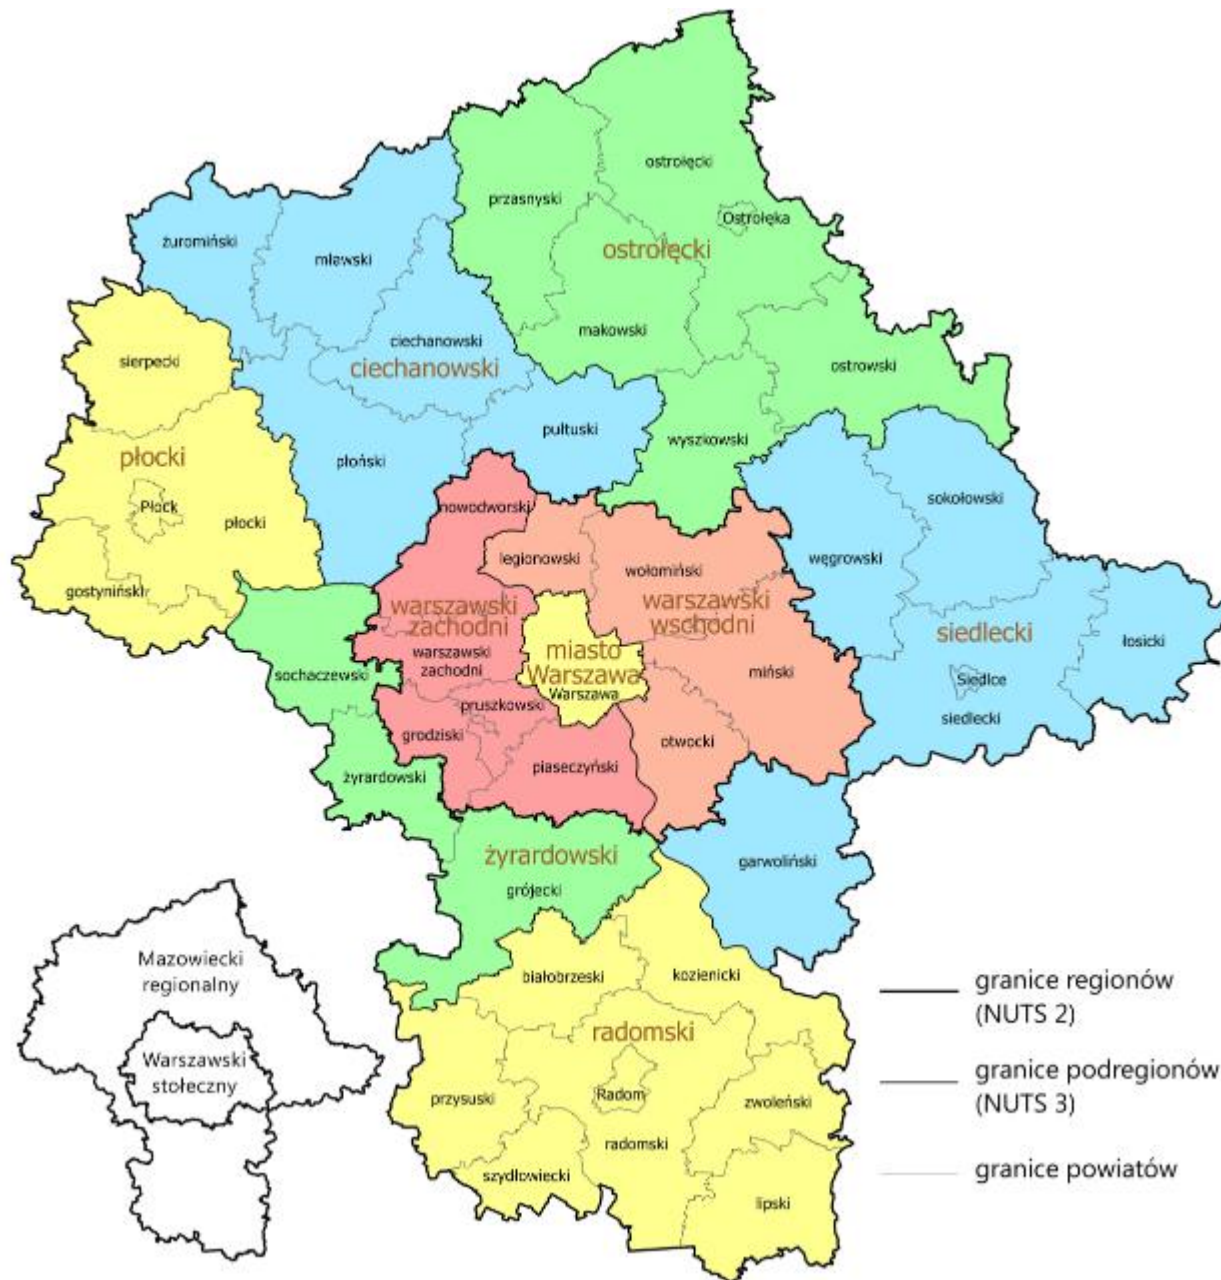 ostrołęcki
przasnyski
Ostrołęka
żuromiński
mławski
ostrołęcki
makowski
ciechanowski
sierpecki
ciechanowski
ostrowski
pułtuski
wyszkowski
płocki
płoński
sokołowski
Płock
płocki
nowodworski
legionowski
węgrowski
wołomiński
gostyniński
warszawski
zachodni
warszawski
wschodni
siedlecki
łosicki
miasto
Warszawa
Warszawa
warszawski
zachodni
sochaczewski
miński
Siedlce
siedlecki
pruszkowski
grodziski
otwocki
piaseczyński
żyrardowski
żyrardowski
grójecki
garwoliński
Mazowiecki
regionalny
Warszawski
stołeczny
białobrzeski
kozienicki
radomski
Radom
przysuski
zwoleński
radomski
szydłowiecki
lipski
granice regionów
(NUTS 2)
granice podregionów
(NUTS 3)
granice powiatów